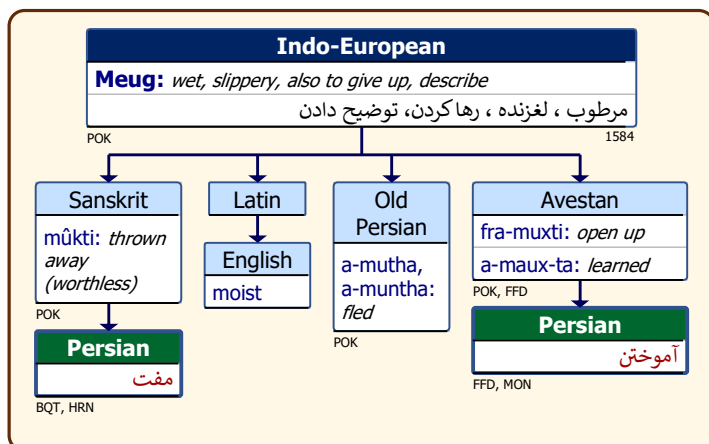 Indo-European
Meug: wet, slippery, also to give up, describe
مرطوب ، لغزنده ، رها کردن، توضیح دادن
POK
1584
Sanskrit
mûkti: thrown
away
(worthless)
POK
Persian
مفت
BQT, HRN
Latin
English
moist
Old
Persian
a-mutha,
a-muntha:
fled
POK
Avestan
fra-muxti: open up
a-maux-ta: learned
POK, FFD
Persian
آموختن
FFD, MON